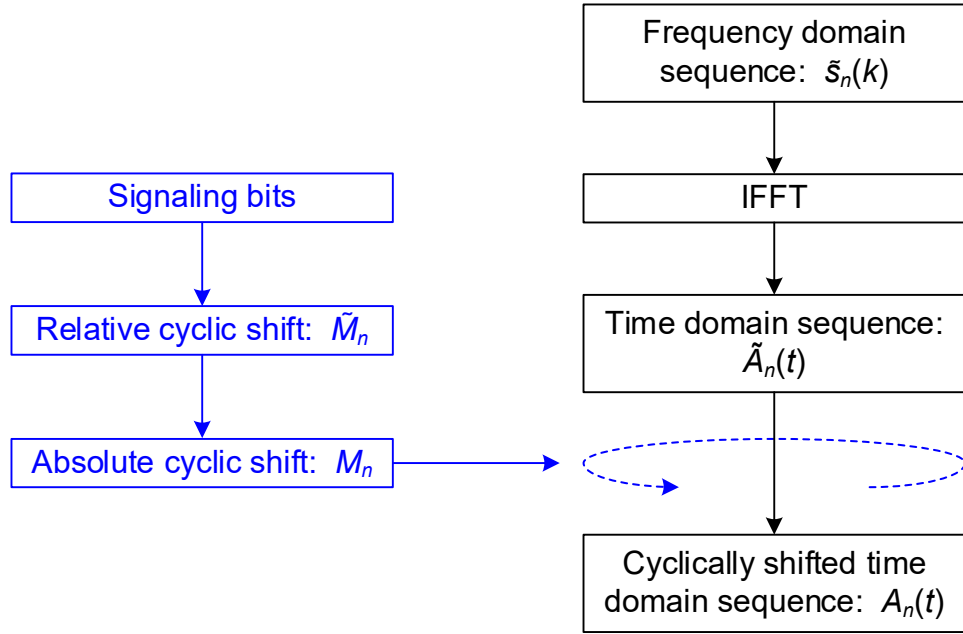 Frequency domain
sequence: s̃ₙ(k)
Signaling bits
IFFT
Relative cyclic shift: M̃ₙ
Time domain sequence:
Ãₙ(t)
Absolute cyclic shift: Mₙ
Cyclically shifted time
domain sequence: Aₙ(t)